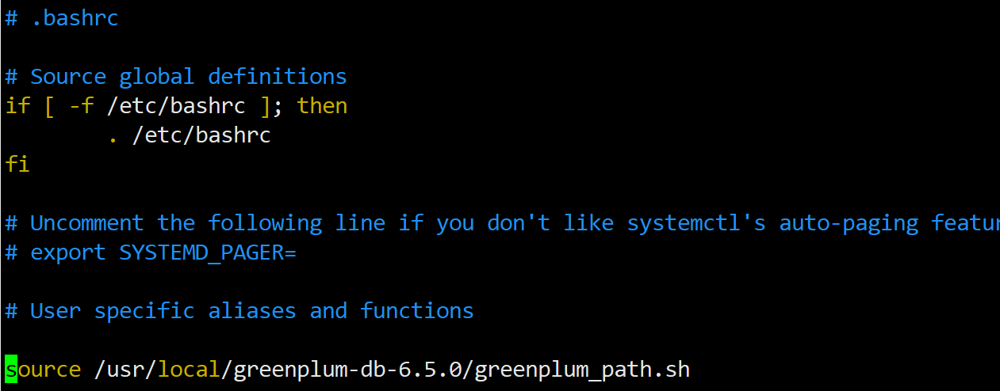 # .bashrc
# Source global definitions
if [ -f /etc/bashrc ]; then
. /etc/bashrc
fi
# Uncomment the following line if you don't like systemctl's auto-paging featur
# export SYSTEMD_PAGER=
# User specific aliases and functions
source /usr/local/greenplum-db-6.5.0/greenplum_path.sh